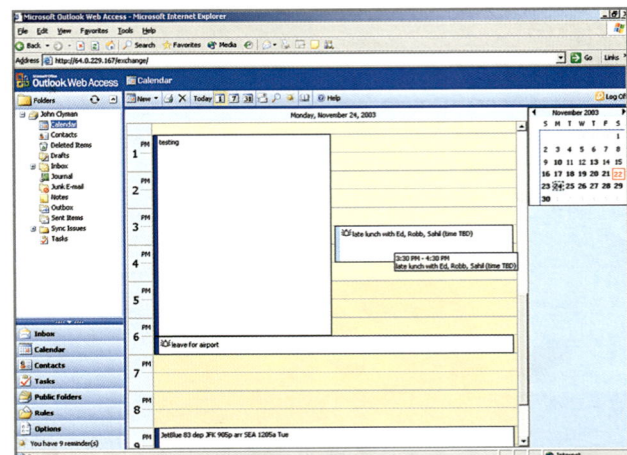 Microsoft Outlook Web Access - Microsoft Internet Explorer
File Edit View Favorites Tools Help
Back Search Favorites Media
Address http://64.0.229.167/exchange/ Go Links
Outlook Web Access Calendar
Folders New Today 1 7 31 Help Log Of
Monday, November 24, 2003
November 2003
S M T W T F S
1
2 3 4 5 6 7 8
9 10 11 12 13 14 15
16 17 18 19 20 21 22
23 24 25 26 27 28 29
30
John Clyman
Calendar
Contacts
Deleted Items
Drafts
Inbox
Journal
Junk E-mail
Notes
Outbox
Sent Items
Sync Issues
Tasks
1 PM testing
2 PM
3 PM late lunch with Ed, Robb, Sahil (time TBD)
3:30 PM - 4:30 PM
late lunch with Ed, Robb, Sahil (time TBD)
4 PM
5 PM
6 PM leave for airport
7 PM
8 PM
9 PM JetBlue 83 dep JFK 905p arr SEA 1205a Tue
Inbox
Calendar
Contacts
Tasks
Public Folders
Rules
Options
You have 9 reminder(s)
Internet